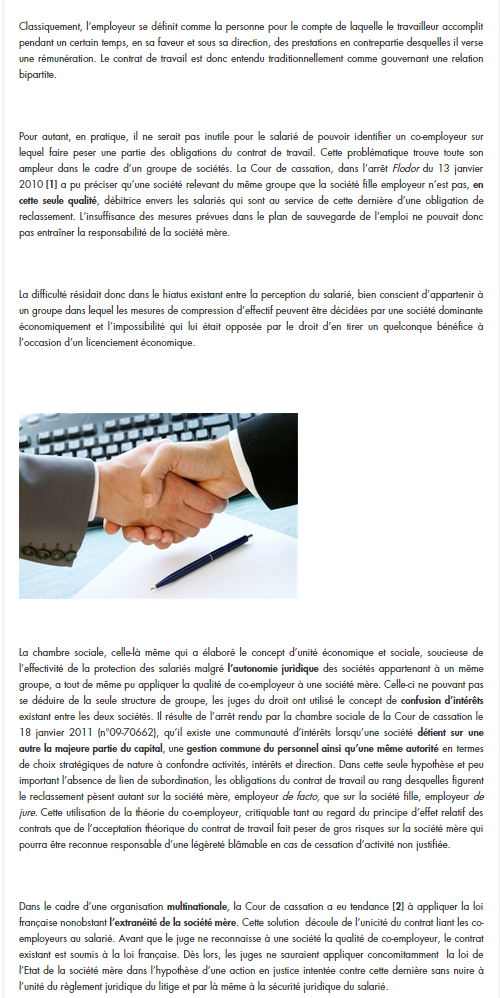 Classiquement, l'employeur se définit comme la personne pour le compte de laquelle le travailleur accomplit
pendant un certain temps, en sa faveur et sous sa direction, des prestations en contrepartie desquelles il verse
une rémunération. Le contrat de travail est donc entendu traditionnellement comme gouvernant une relation
bipartite.
Pour autant, en pratique, il ne serait pas inutile pour le salarié de pouvoir identifier un co-employeur sur
lequel faire peser une partie des obligations du contrat de travail. Cette problématique trouve toute son
ampleur dans le cadre d'un groupe de sociétés. La Cour de cassation, dans l'arrêt Flodor du 13 janvier
2010 [1] a pu préciser qu'une société relevant du même groupe que la société fille employeur n'est pas, en
cette seule qualité, débitrice envers les salariés qui sont au service de cette dernière d'une obligation de
reclassement. L'insuffisance des mesures prévues dans le plan de sauvegarde de l'emploi ne pouvait donc
pas entraîner la responsabilité de la société mère.
La difficulté résidait donc dans le hiatus existant entre la perception du salarié, bien conscient d'appartenir à
un groupe dans lequel les mesures de compression d'effectif peuvent être décidées par une société dominante
économiquement et l'impossibilité qui lui était opposée par le droit d'en tirer un quelconque bénéfice à
l'occasion d'un licenciement économique.
La chambre sociale, celle-là même qui a élaboré le concept d'unité économique et sociale, soucieuse de
l'effectivité de la protection des salariés malgré l'autonomie juridique des sociétés appartenant à un même
groupe, a tout de même pu appliquer la qualité de co-employeur à une société mère. Celle-ci ne pouvant pas
se déduire de la seule structure de groupe, les juges du droit ont utilisé le concept de confusion d'intérêts
existant entre les deux sociétés. Il résulte de l'arrêt rendu par la chambre sociale de la Cour de cassation le
18 janvier 2011 (n°09-70662), qu'il existe une communauté d'intérêts lorsqu'une société détient sur une
autre la majeure partie du capital, une gestion commune du personnel ainsi qu'une même autorité en termes
de choix stratégiques de nature à confondre activités, intérêts et direction. Dans cette seule hypothèse et peu
important l'absence de lien de subordination, les obligations du contrat de travail au rang desquelles figurent
le reclassement pèsent autant sur la société mère, employeur de facto, que sur la société fille, employeur de
jure. Cette utilisation de la théorie du co-employeur, critiquable tant au regard du principe d'effet relatif des
contrats que de l'acceptation théorique du contrat de travail fait peser de gros risques sur la société mère qui
pourra être reconnue responsable d'une légèreté blâmable en cas de cessation d'activité non justifiée.
Dans le cadre d'une organisation multinationale, la Cour de cassation a eu tendance [2] à appliquer la loi
française nonobstant l'extranéité de la société mère. Cette solution découle de l'unicité du contrat liant les co-
employeurs au salarié. Avant que le juge ne reconnaisse à une société la qualité de co-employeur, le contrat
existant est soumis à la loi française. Dès lors, les juges ne sauraient appliquer concomitamment la loi de
l'Etat de la société mère dans l'hypothèse d'une action en justice intentée contre cette dernière sans nuire à
l'unité du règlement juridique du litige et par là même à la sécurité juridique du salarié.